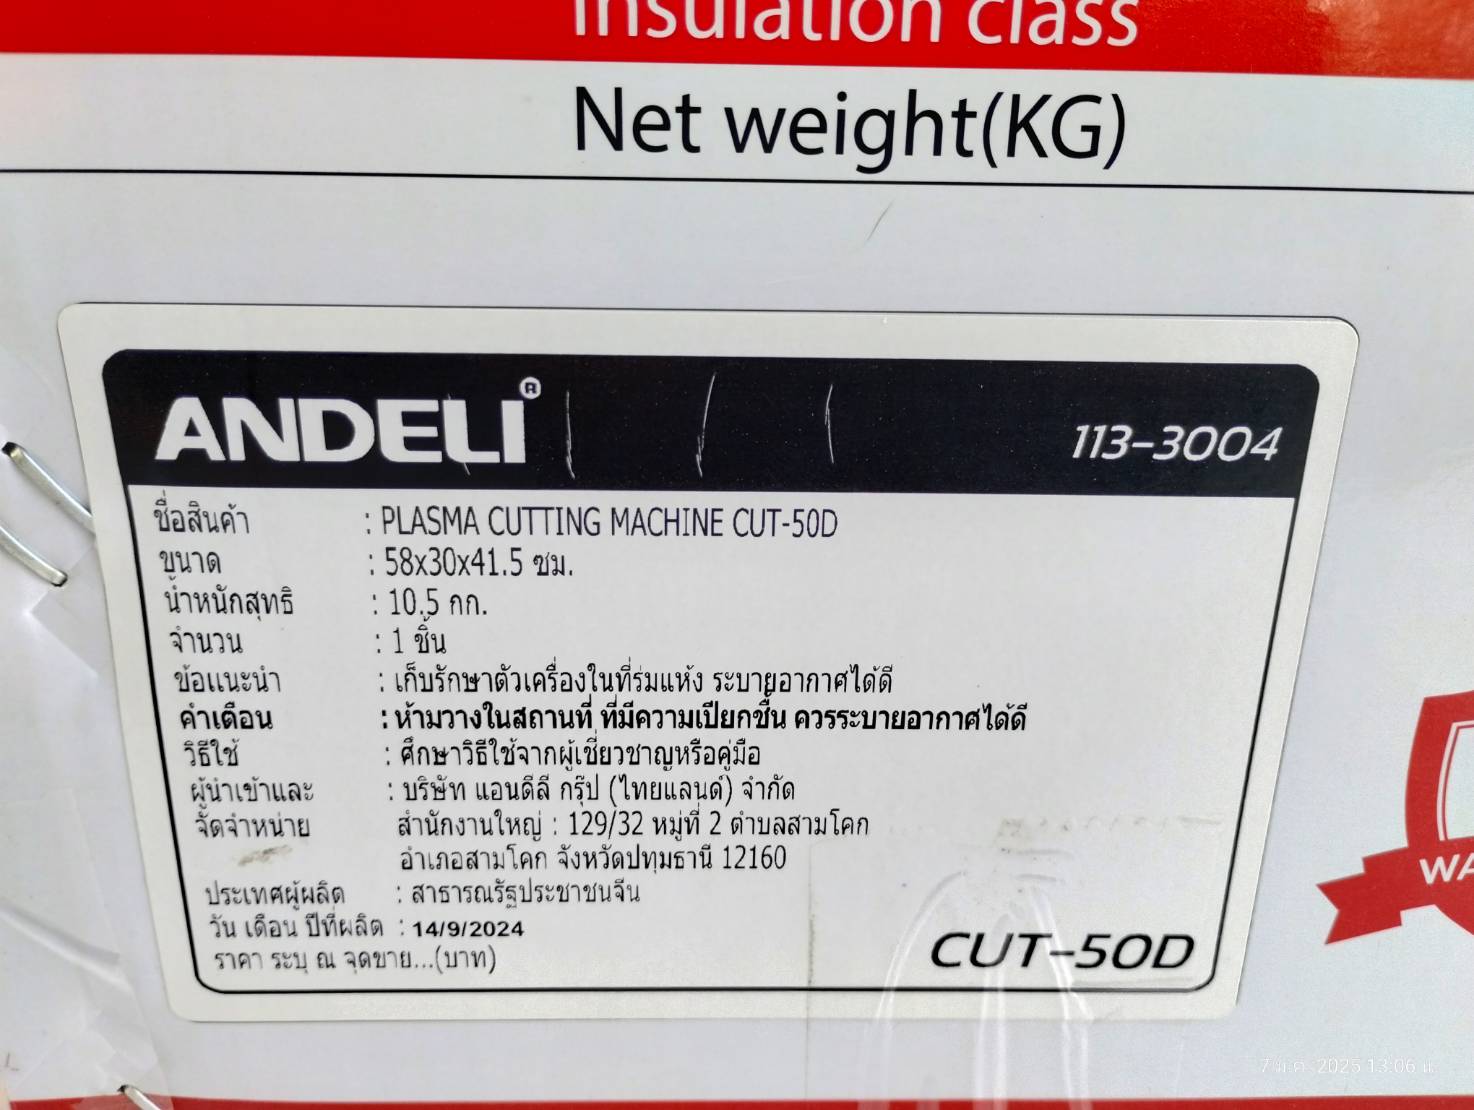 Insulation class
Net weight(KG)
ANDELI®
113-3004
ชื่อสินค้า : PLASMA CUTTING MACHINE CUT-50D
ขนาด : 58x30x41.5 ซม.
น้ำหนักสุทธิ : 10.5 กก.
จำนวน : 1 ชิ้น
ข้อแนะนำ : เก็บรักษาตัวเครื่องในที่ร่มแห้ง ระบายอากาศได้ดี
คำเตือน : ห้ามวางในสถานที่ ที่มีความเปียกชื้น ควรระบายอากาศได้ดี
วิธีใช้ : ศึกษาวิธีใช้จากผู้เชี่ยวชาญหรือคู่มือ
ผู้นำเข้าและ : บริษัท แอนดีลี กรุ๊ป (ไทยแลนด์) จำกัด
จัดจำหน่าย สำนักงานใหญ่ : 129/32 หมู่ที่ 2 ตำบลสามโคก
อำเภอสามโคก จังหวัดปทุมธานี 12160
ประเทศผู้ผลิต : สาธารณรัฐประชาชนจีน
วัน เดือน ปีที่ผลิต : 14/9/2024
ราคา ระบุ ณ จุดขาย...(บาท)
CUT-50D
WA